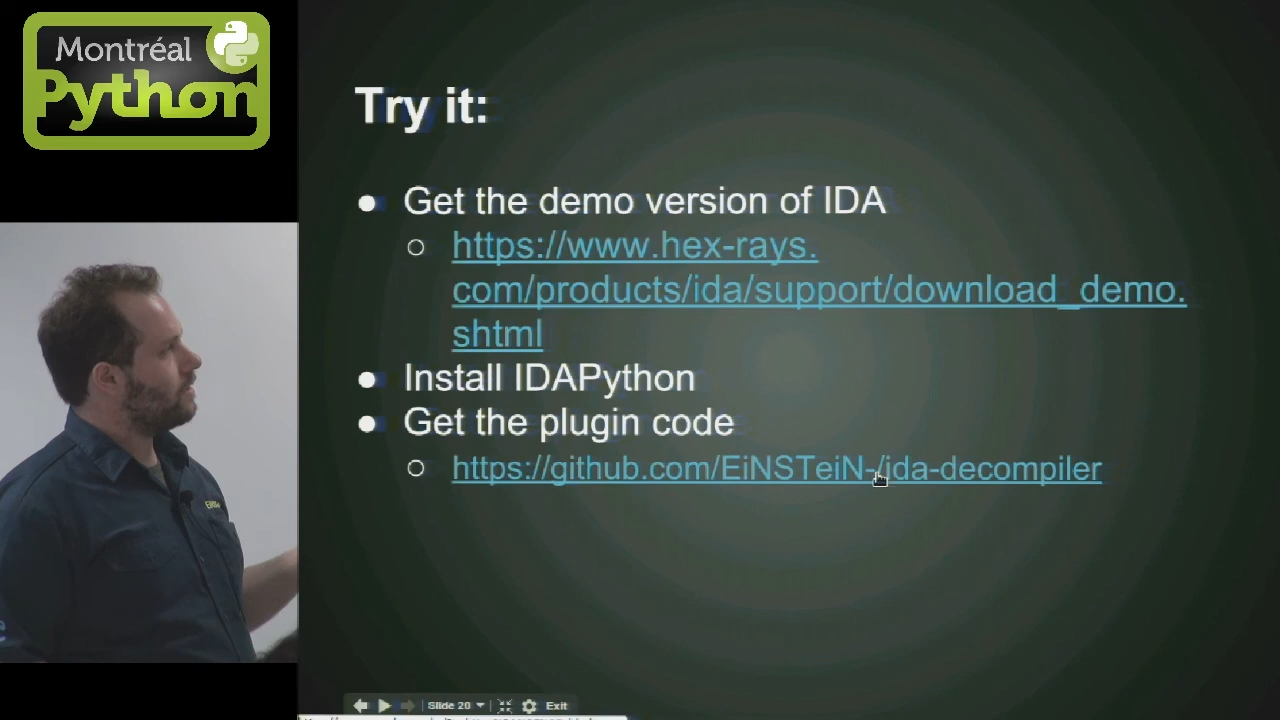 Montréal
Python
Try it:
● Get the demo version of IDA
○ https://www.hex-rays.
com/products/ida/support/download_demo.
shtml
● Install IDAPython
● Get the plugin code
○ https://github.com/EiNSTeiN-/ida-decompiler
Slide 20
Exit